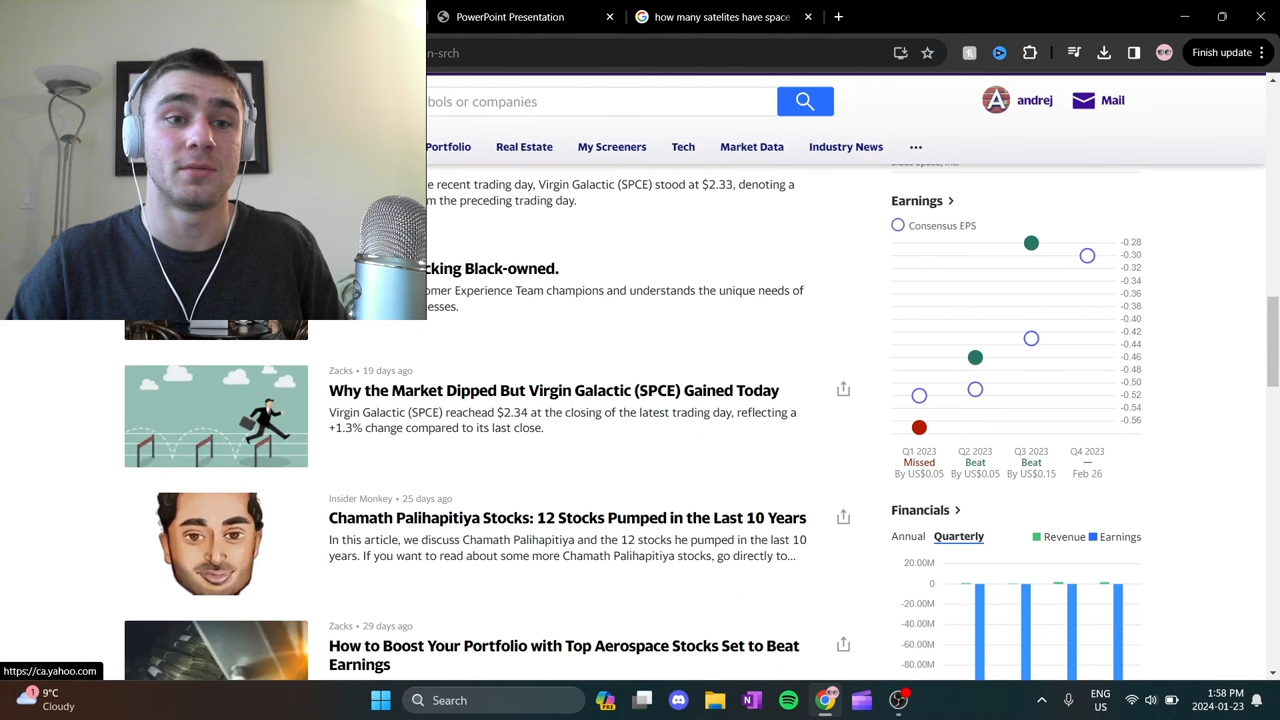 PowerPoint Presentation
how many satelites have space
-srch
Finish update
bols or companies
andrej
Mail
Portfolio
Real Estate
My Screeners
Tech
Market Data
Industry News
e recent trading day, Virgin Galactic (SPCE) stood at $2.33, denoting a
m the preceding trading day.
cking Black-owned.
omer Experience Team champions and understands the unique needs of
esses.
Zacks • 19 days ago
Why the Market Dipped But Virgin Galactic (SPCE) Gained Today
Virgin Galactic (SPCE) reachead $2.34 at the closing of the latest trading day, reflecting a
+1.3% change compared to its last close.
Insider Monkey • 25 days ago
Chamath Palihapitiya Stocks: 12 Stocks Pumped in the Last 10 Years
In this article, we discuss Chamath Palihapitiya and the 12 stocks he pumped in the last 10
years. If you want to read about some more Chamath Palihapitiya stocks, go directly to...
Zacks • 29 days ago
How to Boost Your Portfolio with Top Aerospace Stocks Set to Beat
Earnings
Earnings
Consensus EPS
-0.28
-0.30
-0.32
-0.34
-0.36
-0.38
-0.40
-0.42
-0.44
-0.46
-0.48
-0.50
-0.52
-0.54
-0.56
Q1 2023 Q2 2023 Q3 2023 Q4 2023
Missed Beat Beat —
By US$0.05 By US$0.05 By US$0.15 Feb 26
Financials
Annual Quarterly Revenue Earnings
20.00M
0
-20.00M
-40.00M
-60.00M
-80.00M
https://ca.yahoo.com
1
9°C
Cloudy
Search
ENG
US
1:58 PM
2024-01-23